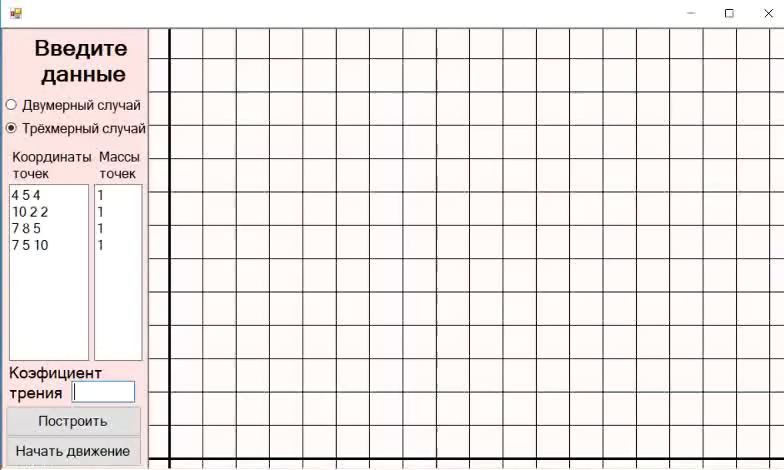 Введите
данные
Двумерный случай
Трёхмерный случай
Координаты Массы
точек точек
4 5 4 1
10 2 2 1
7 8 5 1
7 5 10 1
Коэфициент
трения
Построить
Начать движение